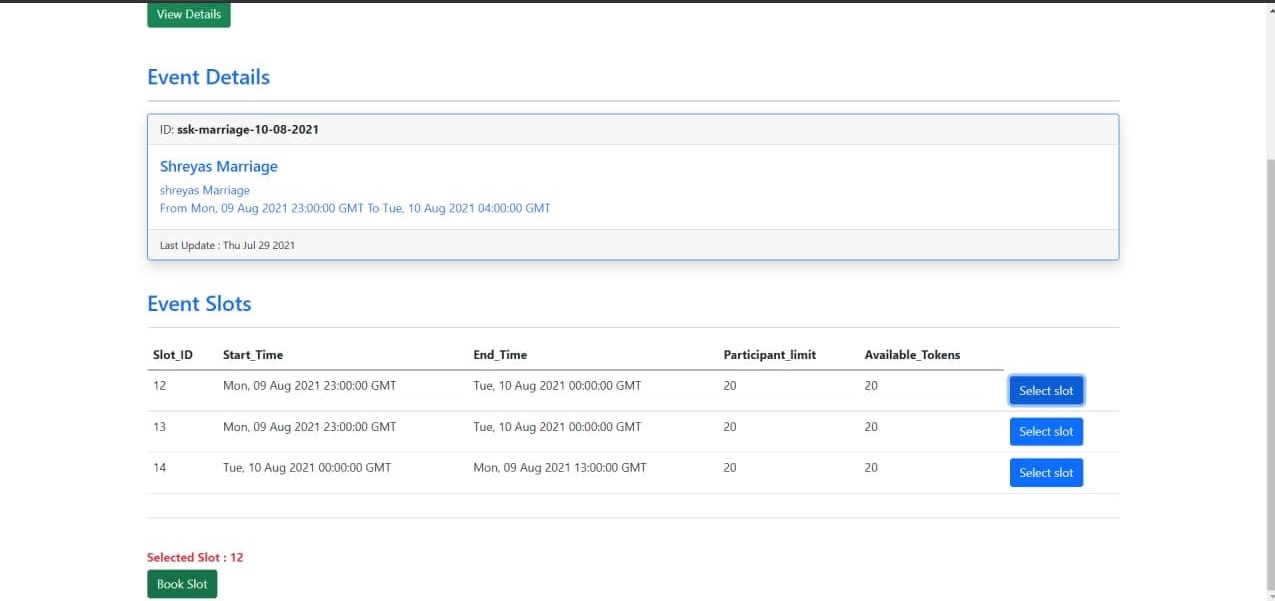 View Details
Event Details
ID: ssk-marriage-10-08-2021
Shreyas Marriage
shreyas Marriage
From Mon, 09 Aug 2021 23:00:00 GMT To Tue, 10 Aug 2021 04:00:00 GMT
Last Update : Thu Jul 29 2021
Event Slots
Slot_ID Start_Time End_Time Participant_limit Available_Tokens
12 Mon, 09 Aug 2021 23:00:00 GMT Tue, 10 Aug 2021 00:00:00 GMT 20 20 Select slot
13 Mon, 09 Aug 2021 23:00:00 GMT Tue, 10 Aug 2021 00:00:00 GMT 20 20 Select slot
14 Tue, 10 Aug 2021 00:00:00 GMT Mon, 09 Aug 2021 13:00:00 GMT 20 20 Select slot
Selected Slot : 12
Book Slot